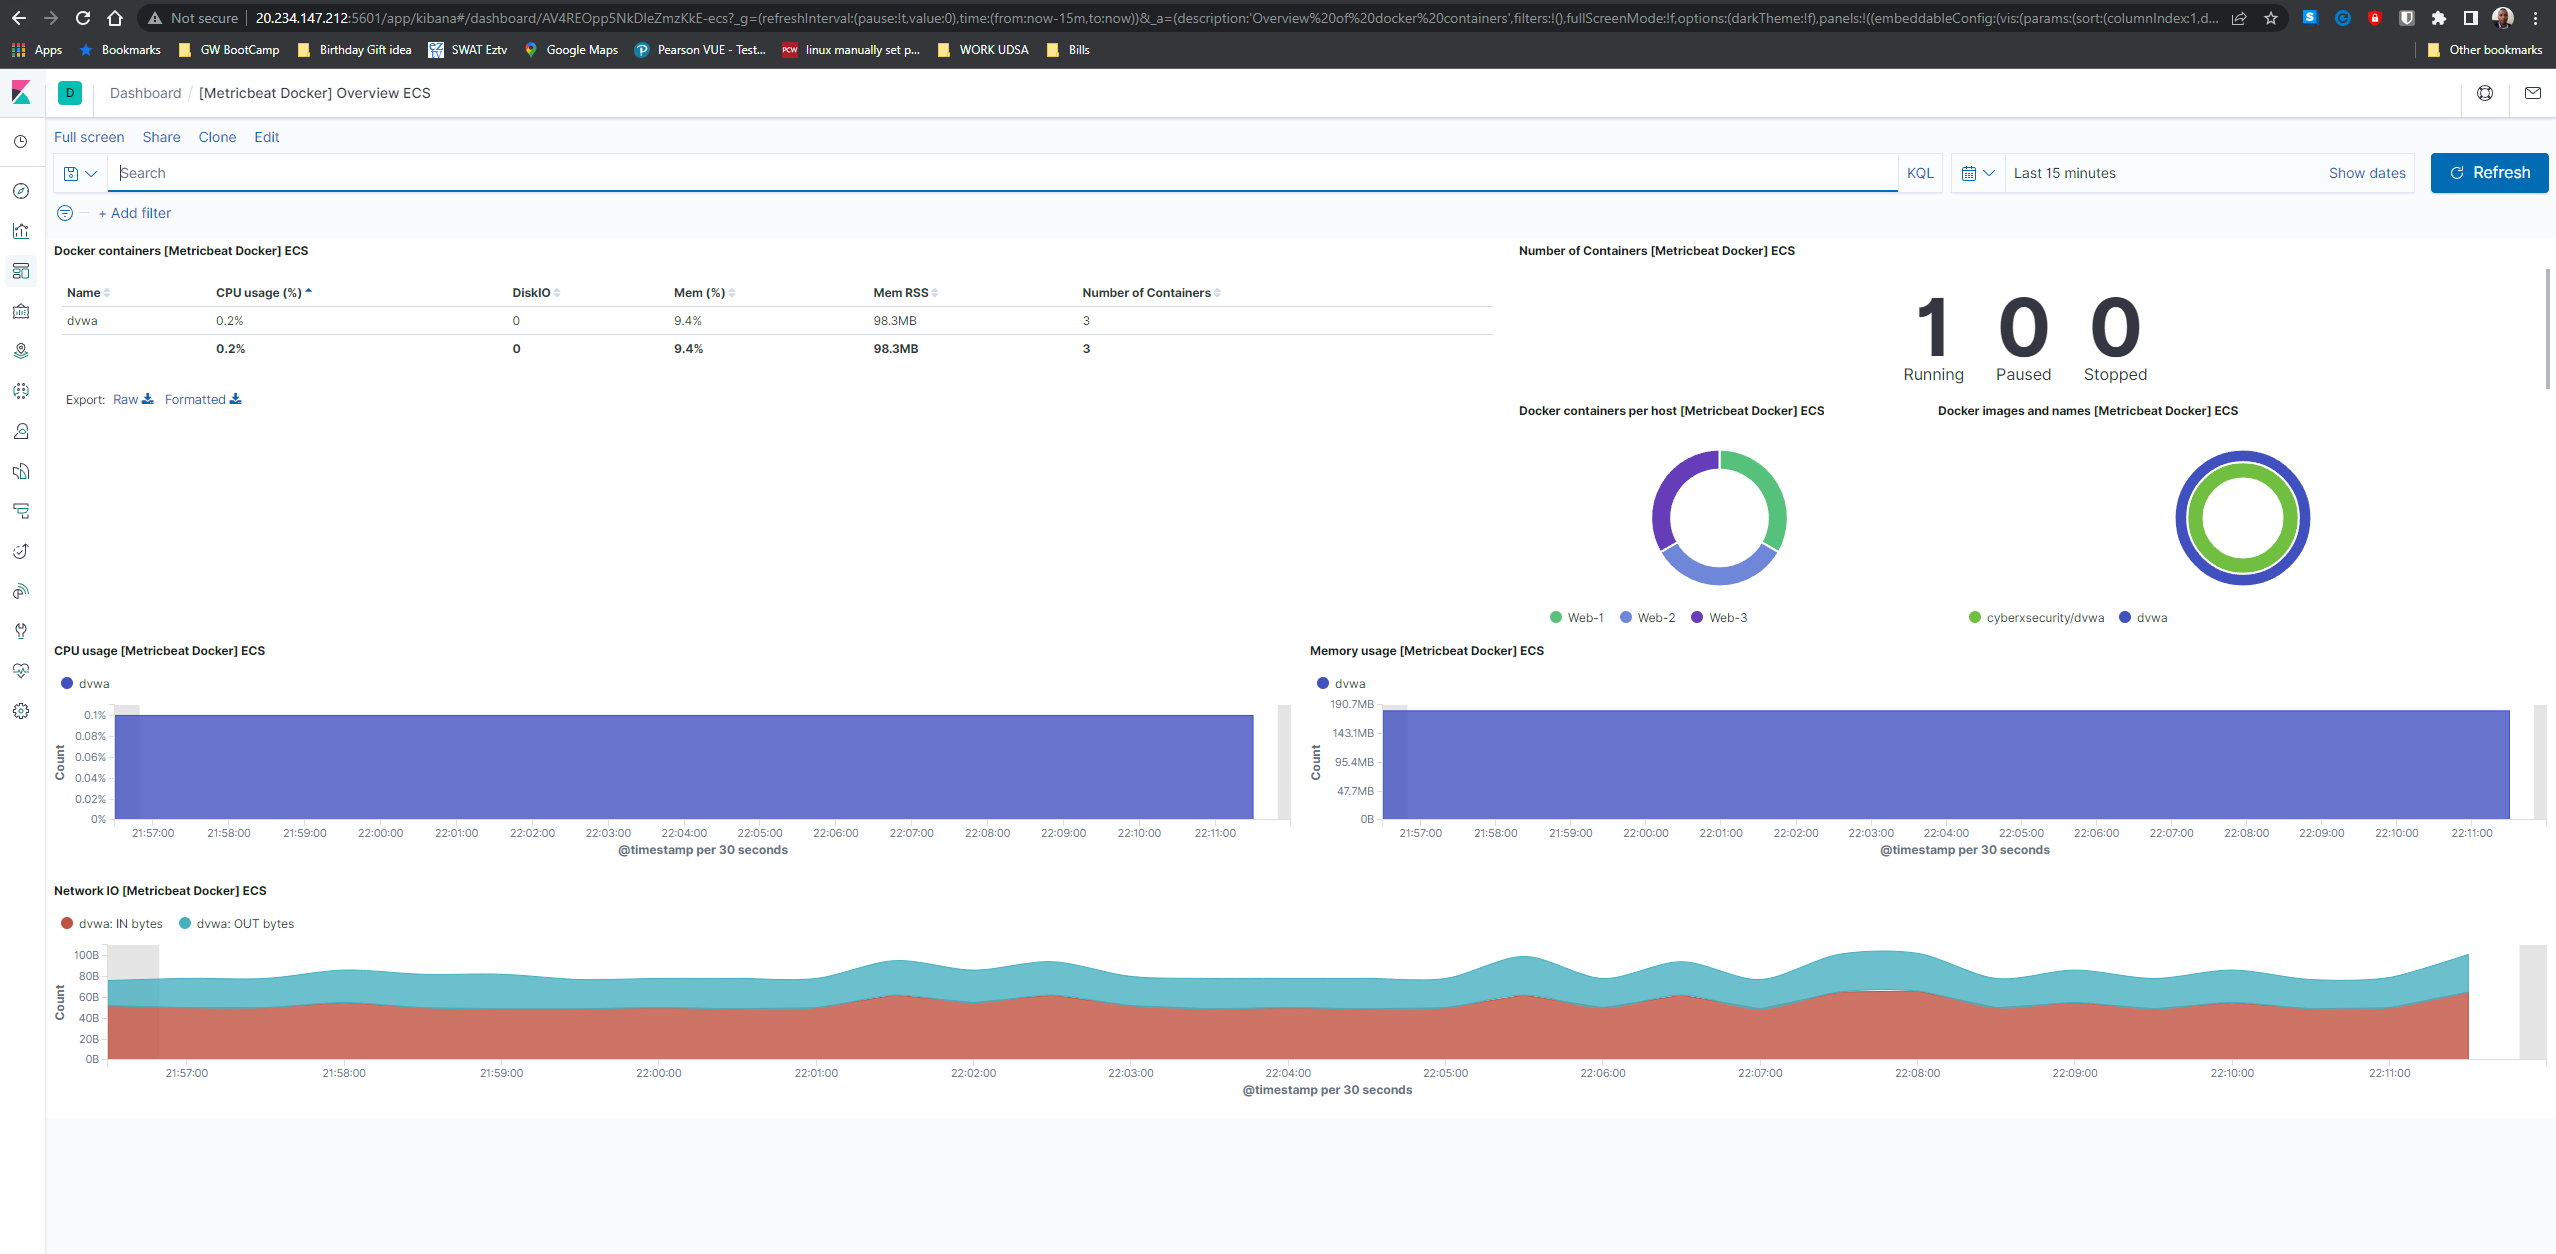 Not secure 20.234.147.212:5601/app/kibana#/dashboard/AV4REOpp5NkDIeZmzKkE-ecs?_g=(refreshInterval:(pause:!t,value:0),time:(from:now-15m,to:now))&_a=(description:'Overview%20of%20docker%20containers',filters:!(),fullScreenMode:!f,options:(darkTheme:!f),panels:!((embeddableConfig:(vis:(params:(sort:(columnIndex:1,d...
Apps Bookmarks GW BootCamp Birthday Gift idea SWAT Eztv Google Maps Pearson VUE - Test... PCW linux manually set p... WORK UDSA Bills Other bookmarks
D Dashboard / [Metricbeat Docker] Overview ECS
Full screen Share Clone Edit
Search KQL Last 15 minutes Show dates Refresh
+ Add filter
Docker containers [Metricbeat Docker] ECS
Name CPU usage (%) DiskIO Mem (%) Mem RSS Number of Containers
dvwa 0.2% 0 9.4% 98.3MB 3
0.2% 0 9.4% 98.3MB 3
Export: Raw Formatted
Number of Containers [Metricbeat Docker] ECS
1 0 0
Running Paused Stopped
Docker containers per host [Metricbeat Docker] ECS
Web-1 Web-2 Web-3
Docker images and names [Metricbeat Docker] ECS
cyberxsecurity/dvwa dvwa
CPU usage [Metricbeat Docker] ECS
dvwa
0.1%
0.08%
0.06%
0.04%
0.02%
0%
Count
21:57:00 21:58:00 21:59:00 22:00:00 22:01:00 22:02:00 22:03:00 22:04:00 22:05:00 22:06:00 22:07:00 22:08:00 22:09:00 22:10:00 22:11:00
@timestamp per 30 seconds
Memory usage [Metricbeat Docker] ECS
dvwa
190.7MB
143.1MB
95.4MB
47.7MB
0B
Count
21:57:00 21:58:00 21:59:00 22:00:00 22:01:00 22:02:00 22:03:00 22:04:00 22:05:00 22:06:00 22:07:00 22:08:00 22:09:00 22:10:00 22:11:00
@timestamp per 30 seconds
Network IO [Metricbeat Docker] ECS
dvwa: IN bytes dvwa: OUT bytes
100B
80B
60B
40B
20B
0B
Count
21:57:00 21:58:00 21:59:00 22:00:00 22:01:00 22:02:00 22:03:00 22:04:00 22:05:00 22:06:00 22:07:00 22:08:00 22:09:00 22:10:00 22:11:00
@timestamp per 30 seconds